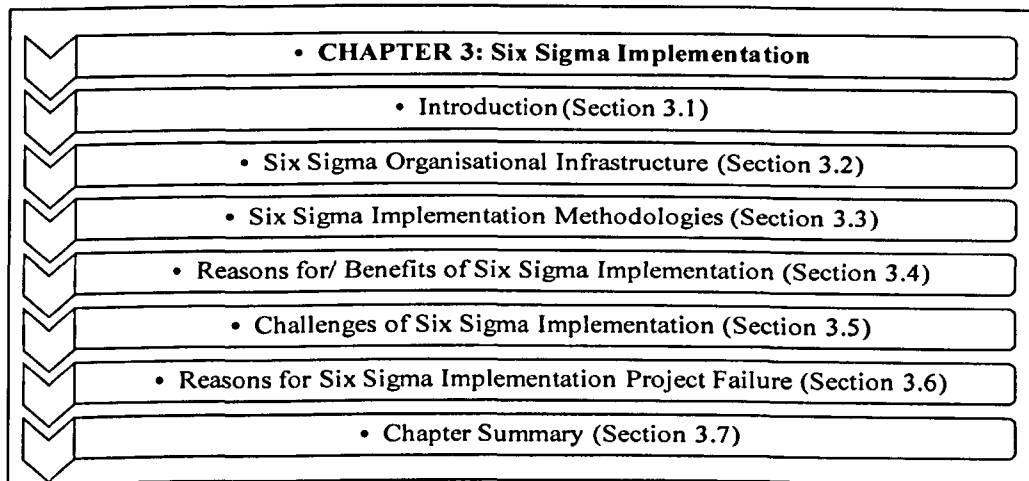 • CHAPTER 3: Six Sigma Implementation
• Introduction (Section 3.1)
• Six Sigma Organisational Infrastructure (Section 3.2)
• Six Sigma Implementation Methodologies (Section 3.3)
• Reasons for/ Benefits of Six Sigma Implementation (Section 3.4)
• Challenges of Six Sigma Implementation (Section 3.5)
• Reasons for Six Sigma Implementation Project Failure (Section 3.6)
• Chapter Summary (Section 3.7)